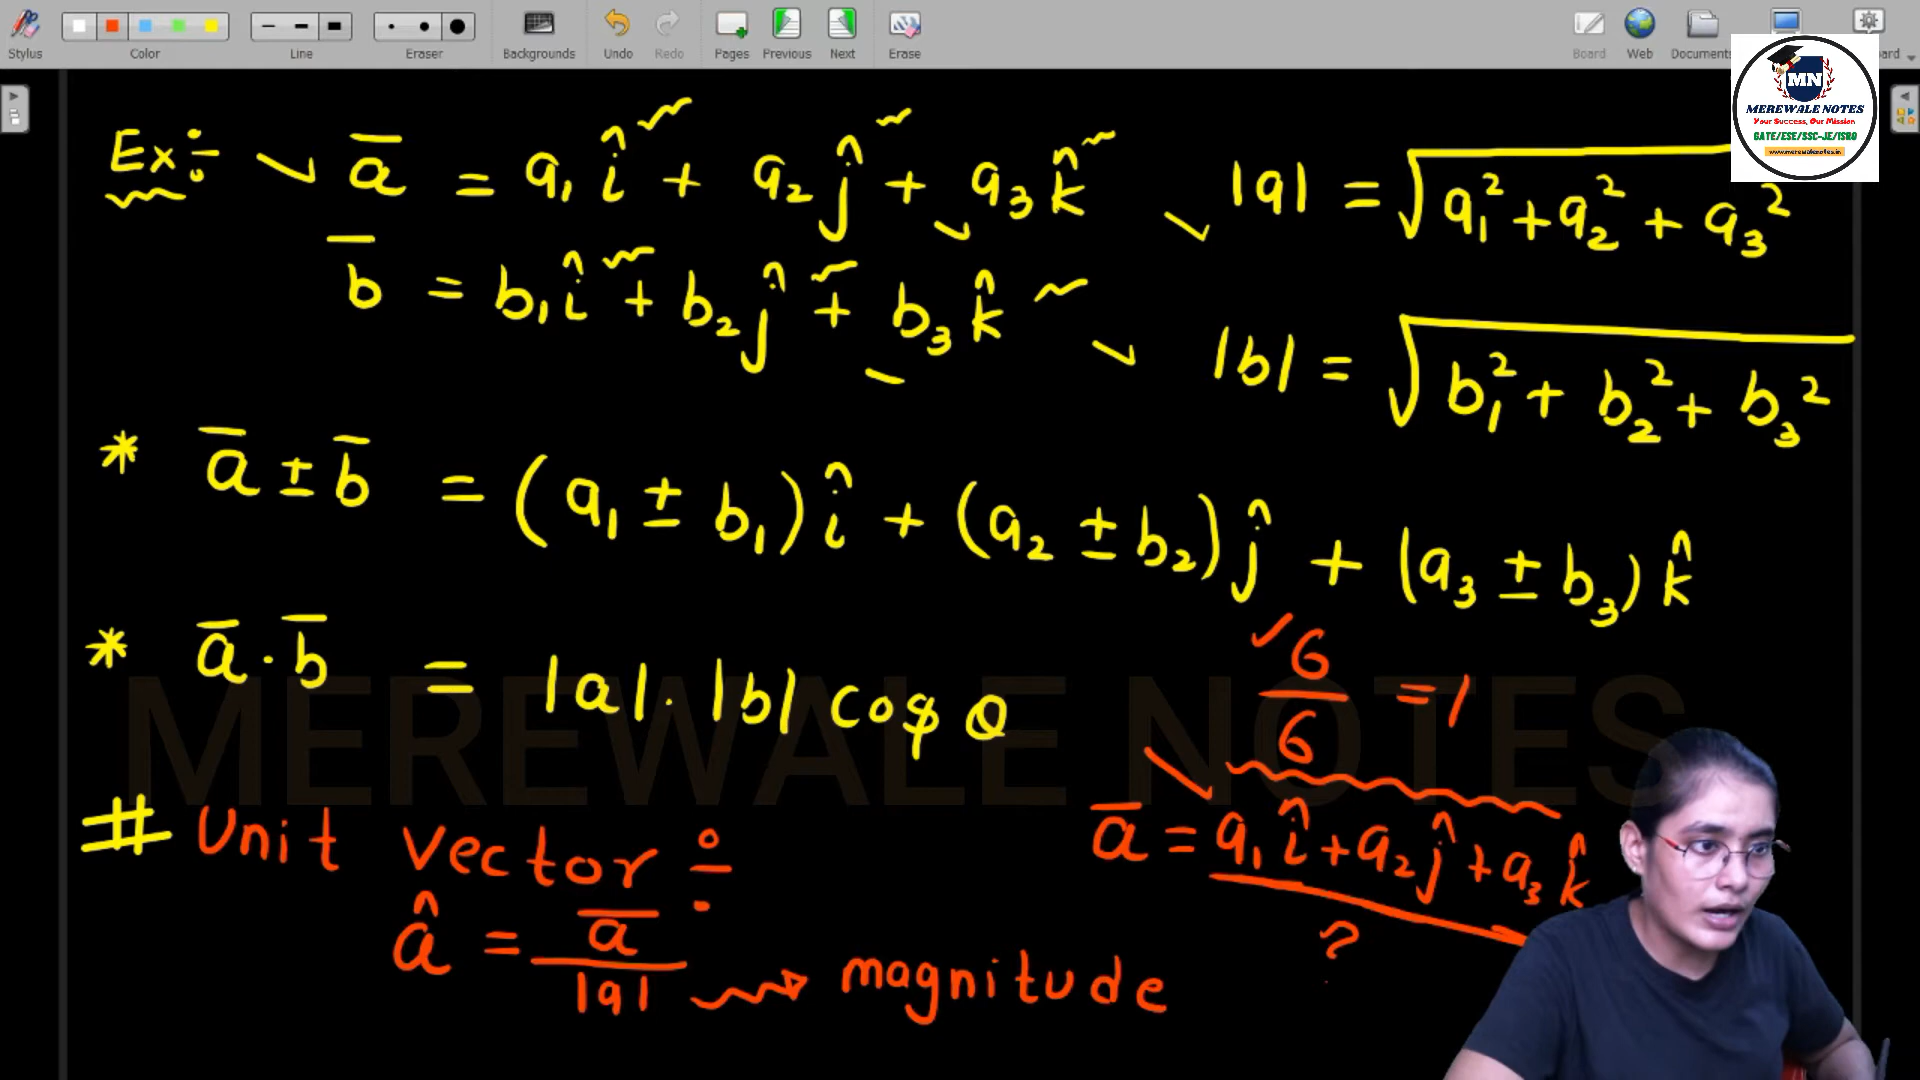 Stylus Color Line Eraser Backgrounds Undo Redo Pages Previous Next Erase Board Web Documents
MN
MEREWALE NOTES
Your Success, Our Mission
GATE/ESE/SSC-JE/ISRO
www.merewalenotes.in
Ex÷ a̅ = a₁î + a₂ĵ + a₃k̂ |a| = √(a₁² + a₂² + a₃²)
b̅ = b₁î + b₂ĵ + b₃k̂ |b| = √(b₁² + b₂² + b₃²)
* a̅ ± b̅ = (a₁ ± b₁)î + (a₂ ± b₂)ĵ + (a₃ ± b₃)k̂
* a̅ · b̅ = |a| · |b| cos θ
6/6 = 1
MEREWALE NOTES
# Unit vector ÷
a̅ = a₁î + a₂ĵ + a₃k̂
?
â = a̅/|a| → magnitude